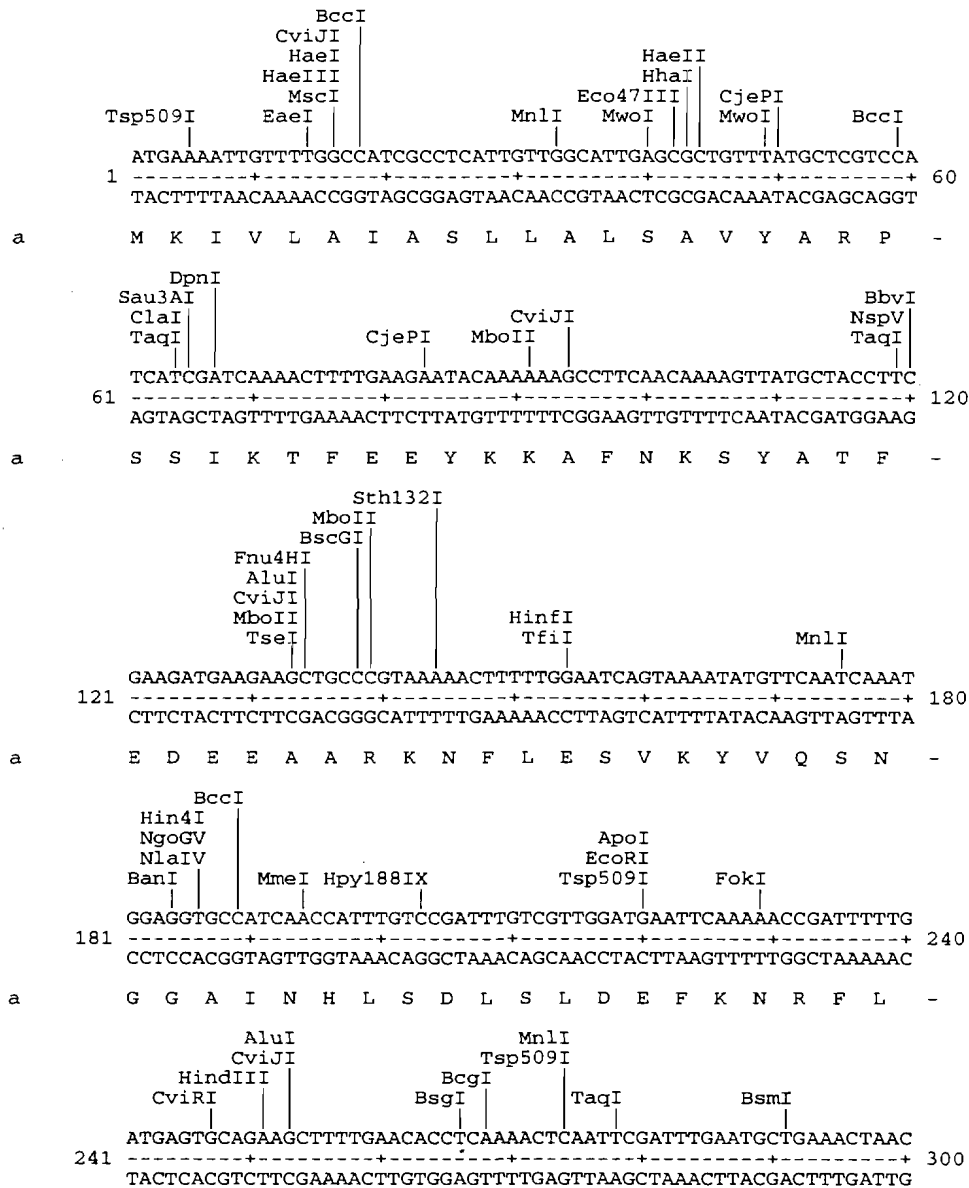 BccI
CviJI
HaeI HaeII
HaeIII HhaI
MscI Eco47III CjePI
Tsp509I EaeI MnlI MwoI MwoI BccI
ATGAAAATTGTTTTGGCCATCGCCTCATTGTTGGCATTGAGCGCTGTTTATGCTCGTCCA
1 ---------+---------+---------+---------+---------+---------+ 60
TACTTTTAACAAAACCGGTAGCGGAGTAACAACCGTAACTCGCGACAAATACGAGCAGGT
a M K I V L A I A S L L A L S A V Y A R P -
DpnI
Sau3AI BbvI
ClaI CviJI NspV
TaqI CjePI MboII TaqI
TCATCGATCAAAACTTTTGAAGAATACAAAAAAGCCTTCAACAAAAGTTATGCTACCTTC
61 ---------+---------+---------+---------+---------+---------+ 120
AGTAGCTAGTTTTGAAAACTTCTTATGTTTTTTCGGAAGTTGTTTTCAATACGATGGAAG
a S S I K T F E E Y K K A F N K S Y A T F -
Sth132I
MboII
BscGI
Fnu4HI
AluI
CviJI
MboII HinfI
TseI TfiI MnlI
GAAGATGAAGAAGCTGCCCGTAAAAACTTTTTGGAATCAGTAAAATATGTTCAATCAAAT
121 ---------+---------+---------+---------+---------+---------+ 180
CTTCTACTTCTTCGACGGGCATTTTTGAAAAACCTTAGTCATTTTATACAAGTTAGTTTA
a E D E E A A R K N F L E S V K Y V Q S N -
BccI
Hin4I
NgoGV ApoI
NlaIV EcoRI
BanI MmeI Hpy188IX Tsp509I FokI
GGAGGTGCCATCAACCATTTGTCCGATTTGTCGTTGGATGAATTCAAAAACCGATTTTTG
181 ---------+---------+---------+---------+---------+---------+ 240
CCTCCACGGTAGTTGGTAAACAGGCTAAACAGCAACCTACTTAAGTTTTTGGCTAAAAAC
a G G A I N H L S D L S L D E F K N R F L -
AluI MnlI
CviJI Tsp509I
HindIII BcgI
CviRI BsgI TaqI BsmI
ATGAGTGCAGAAGCTTTTGAACACCTCAAAACTCAATTCGATTTGAATGCTGAAACTAAC
241 ---------+---------+---------+---------+---------+---------+ 300
TACTCACGTCTTCGAAAACTTGTGGAGTTTTGAGTTAAGCTAAACTTACGACTTTGATTG